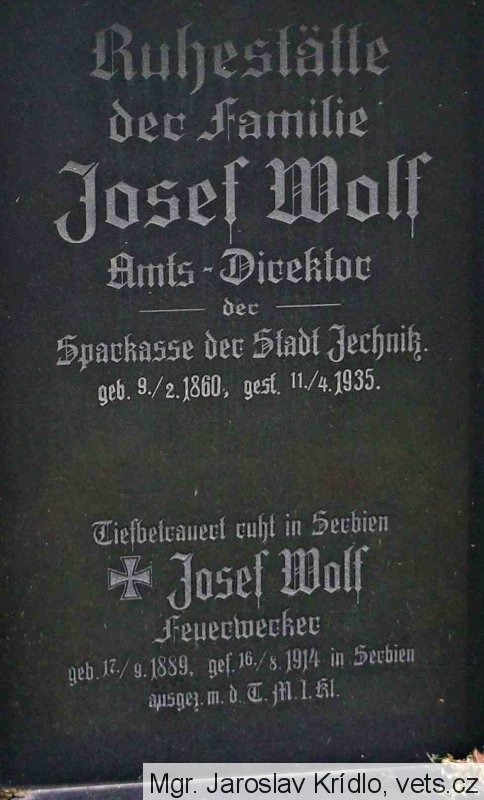 Ruhestätte
der Familie
Josef Wolf
Amts-Direktor
der
Sparkasse der Stadt Jechnitz.
geb. 9./2. 1860, gest. 11./4. 1935.
Tiefbetrauert ruht in Serbien
Josef Wolf
Feuerwerker
geb. 17./9. 1889, gef. 16./8. 1914 in Serbien
ausgez. m. d. T. M. I. Kl.
Mgr. Jaroslav Krídlo, vets.cz